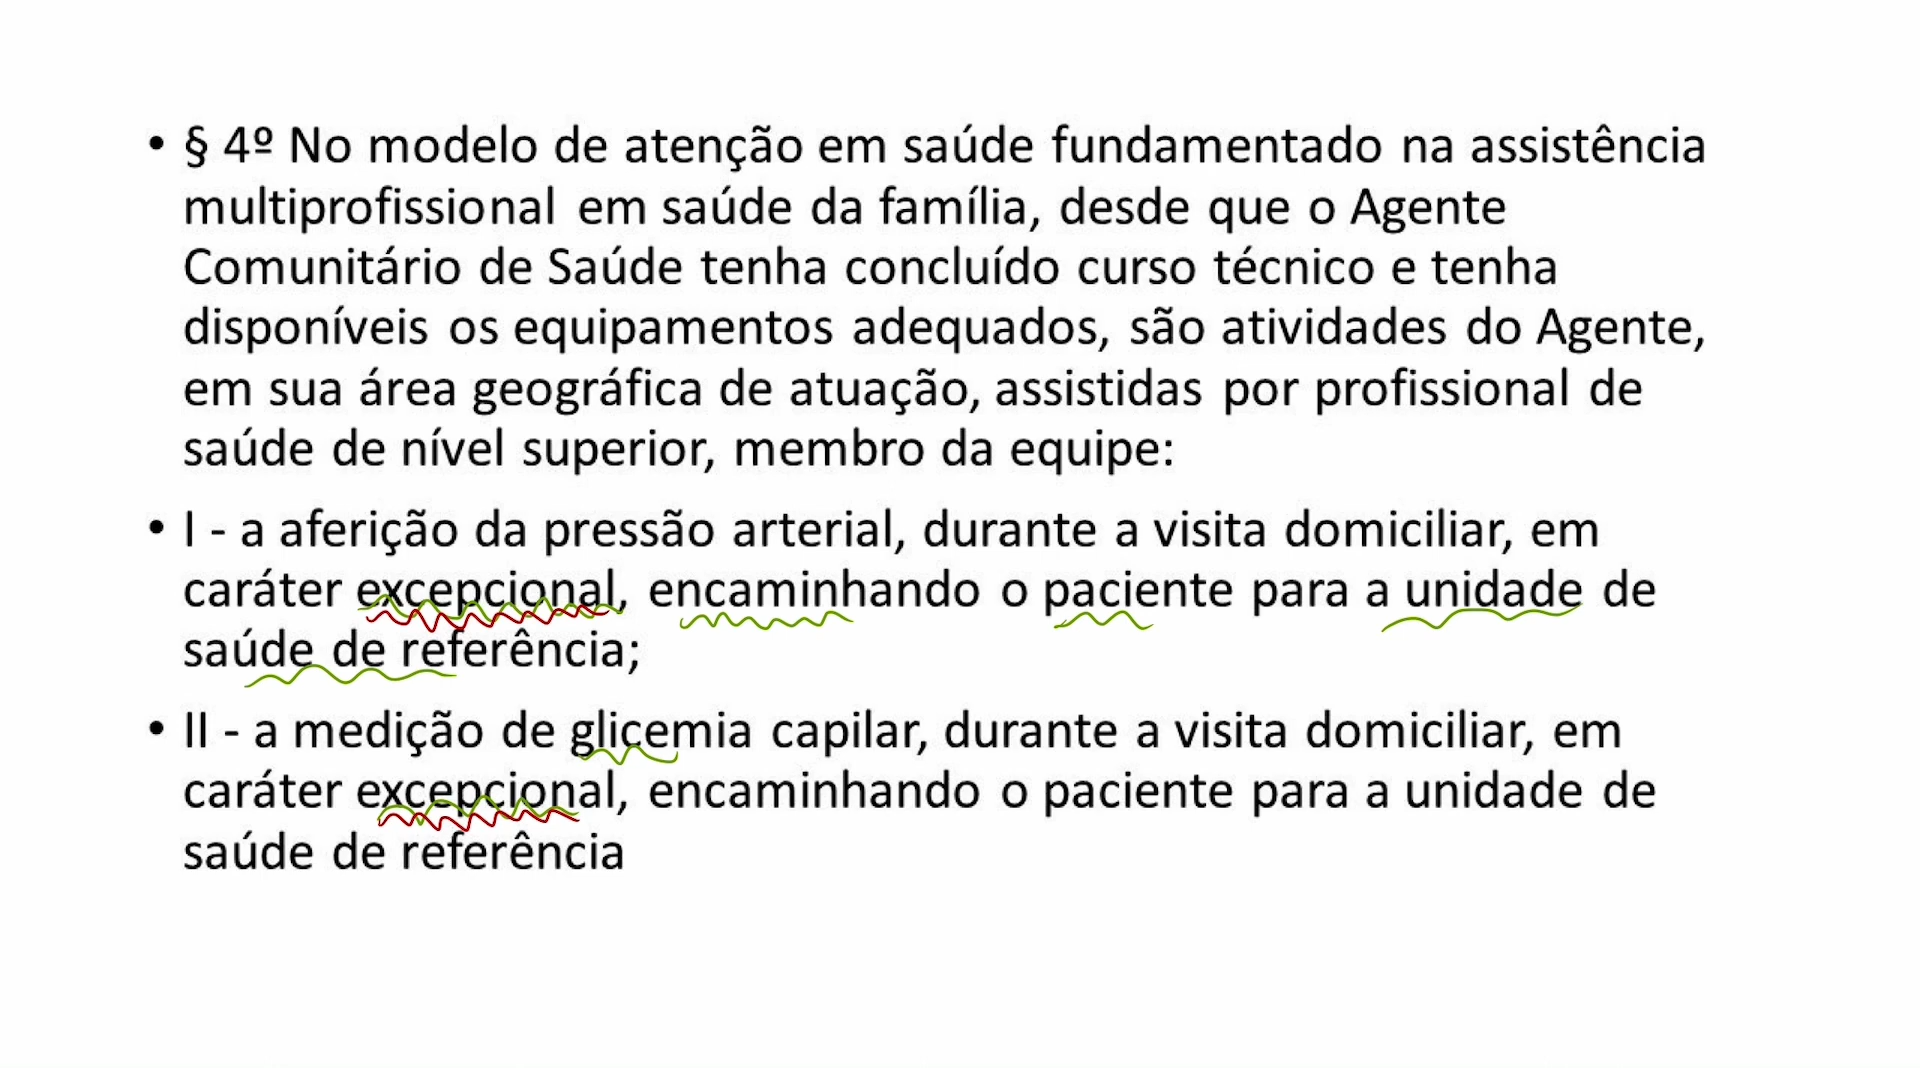 • § 4º No modelo de atenção em saúde fundamentado na assistência
multiprofissional em saúde da família, desde que o Agente
Comunitário de Saúde tenha concluído curso técnico e tenha
disponíveis os equipamentos adequados, são atividades do Agente,
em sua área geográfica de atuação, assistidas por profissional de
saúde de nível superior, membro da equipe:
• I - a aferição da pressão arterial, durante a visita domiciliar, em
caráter excepcional, encaminhando o paciente para a unidade de
saúde de referência;
• II - a medição de glicemia capilar, durante a visita domiciliar, em
caráter excepcional, encaminhando o paciente para a unidade de
saúde de referência